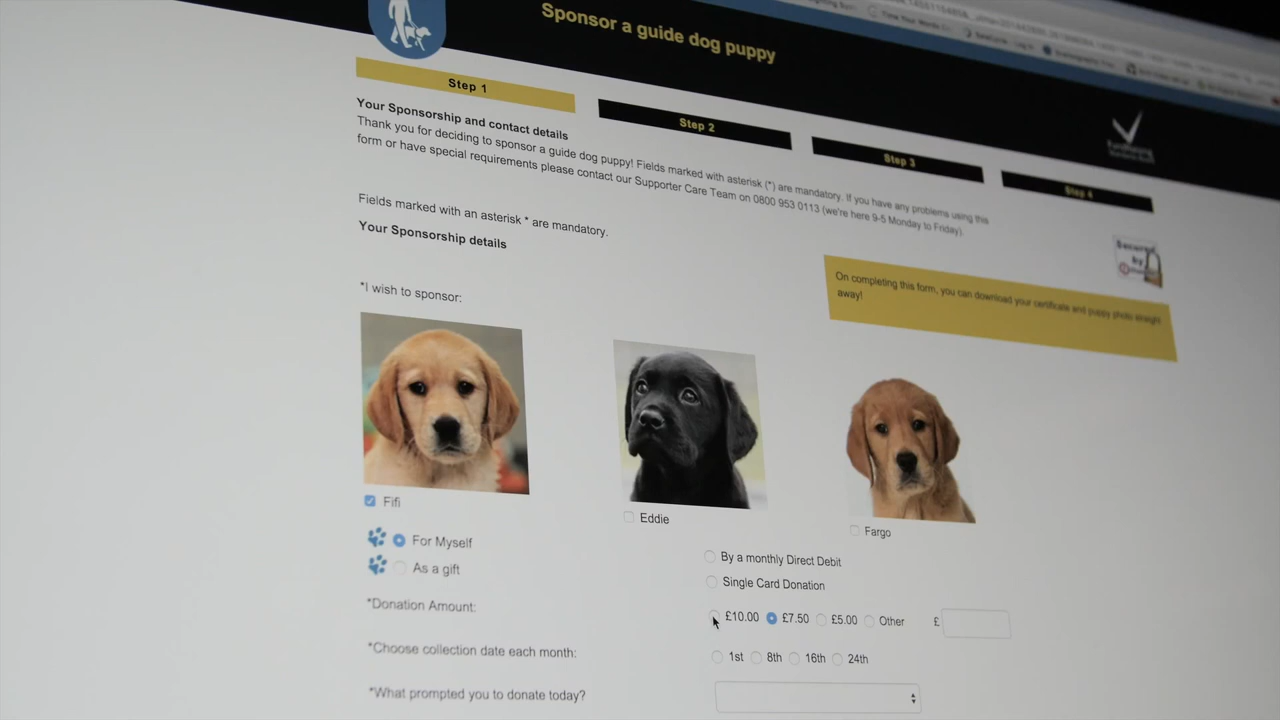 Sponsor a guide dog puppy
Step 1
Step 2
Step 3
Step 4
Your Sponsorship and contact details
Thank you for deciding to sponsor a guide dog puppy! Fields marked with asterisk (*) are mandatory. If you have any problems using this
form or have special requirements please contact our Supporter Care Team on 0800 953 0113 (we're here 9-5 Monday to Friday).
Fields marked with an asterisk * are mandatory.
Your Sponsorship details
Secured
by
On completing this form, you can download your certificate and puppy photo straight
away!
*I wish to sponsor:
Fifi
Eddie
Fargo
For Myself
As a gift
By a monthly Direct Debit
Single Card Donation
*Donation Amount:
£10.00 £7.50 £5.00 Other £
*Choose collection date each month:
1st 8th 16th 24th
*What prompted you to donate today?